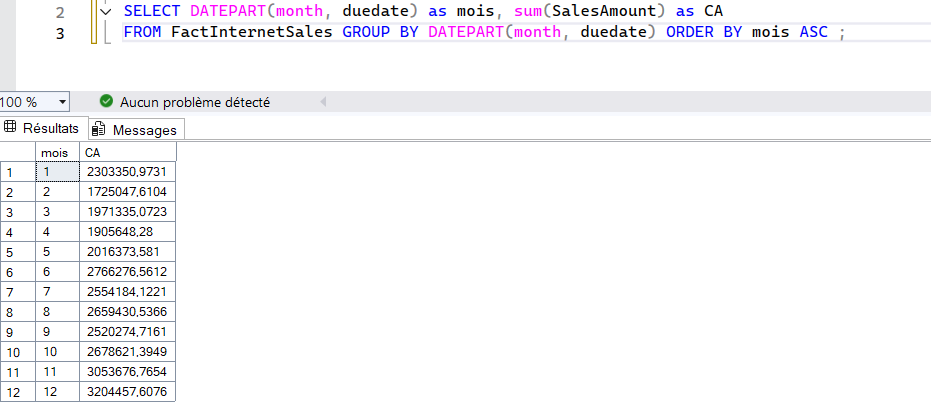 2 SELECT DATEPART(month, duedate) as mois, sum(SalesAmount) as CA
3 FROM FactInternetSales GROUP BY DATEPART(month, duedate) ORDER BY mois ASC ;
100 % Aucun problème détecté
Résultats Messages
mois CA
1 1 2303350,9731
2 2 1725047,6104
3 3 1971335,0723
4 4 1905648,28
5 5 2016373,581
6 6 2766276,5612
7 7 2554184,1221
8 8 2659430,5366
9 9 2520274,7161
10 10 2678621,3949
11 11 3053676,7654
12 12 3204457,6076